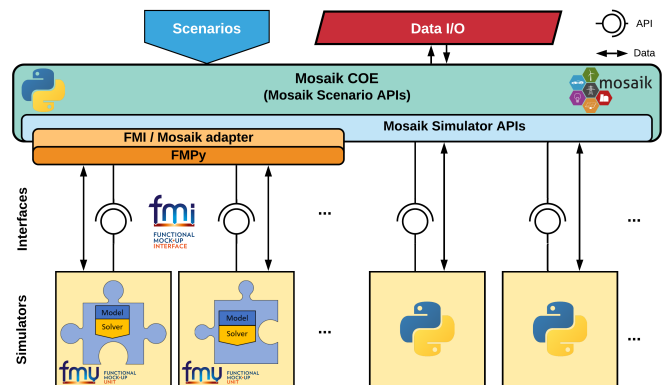 Scenarios
Data I/O
API
Data
Mosaik COE
(Mosaik Scenario APIs)
mosaik
Mosaik Simulator APIs
FMI / Mosaik adapter
FMPy
Interfaces
fmi
FUNCTIONAL
MOCK-UP
INTERFACE
...
...
Simulators
Model
Solver
fmu
FUNCTIONAL
MOCK-UP
UNIT
Model
Solver
fmu
FUNCTIONAL
MOCK-UP
UNIT
...
...